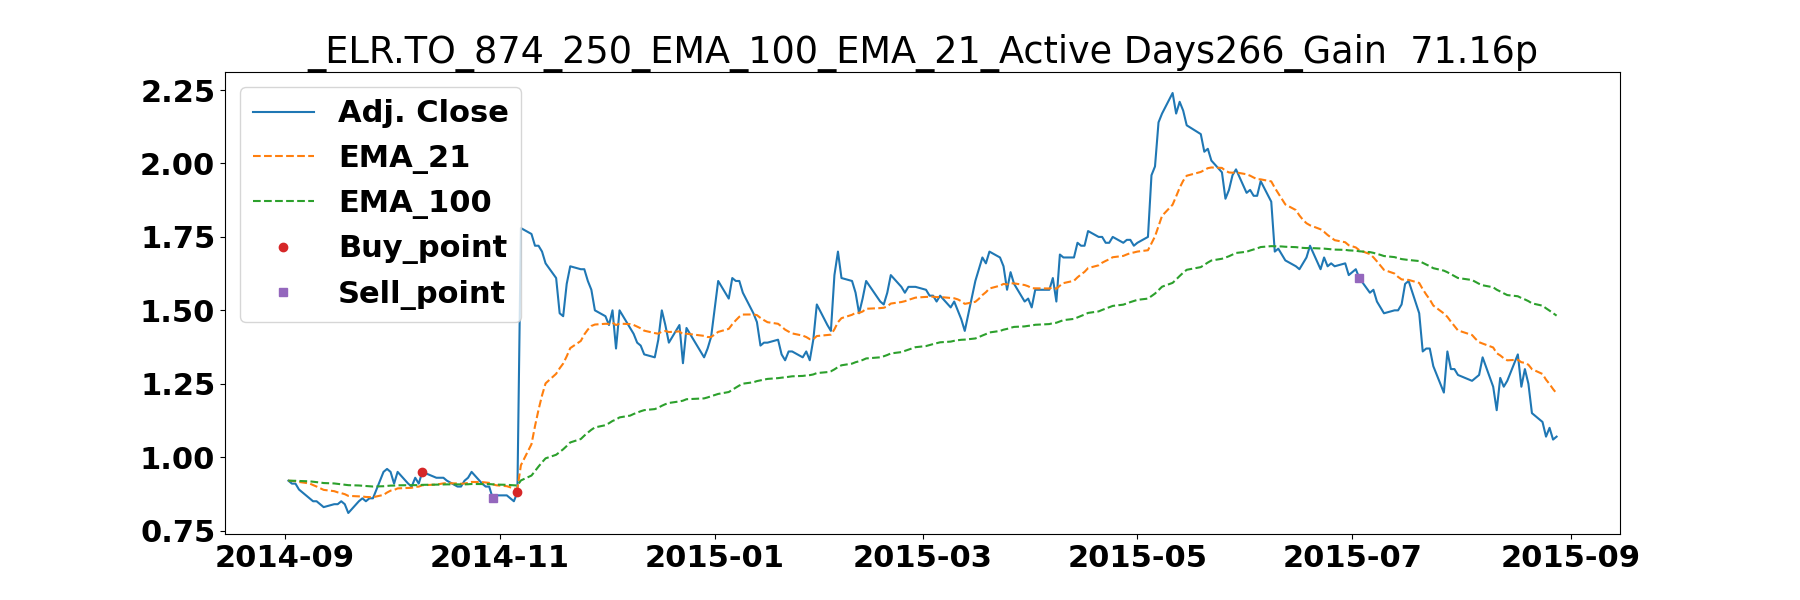 _ELR.TO_874_250_EMA_100_EMA_21_Active Days266_Gain  71.16p
2.25
2.00
1.75
1.50
1.25
1.00
0.75
Adj. Close
EMA_21
EMA_100
Buy_point
Sell_point
2014-09 2014-11 2015-01 2015-03 2015-05 2015-07 2015-09